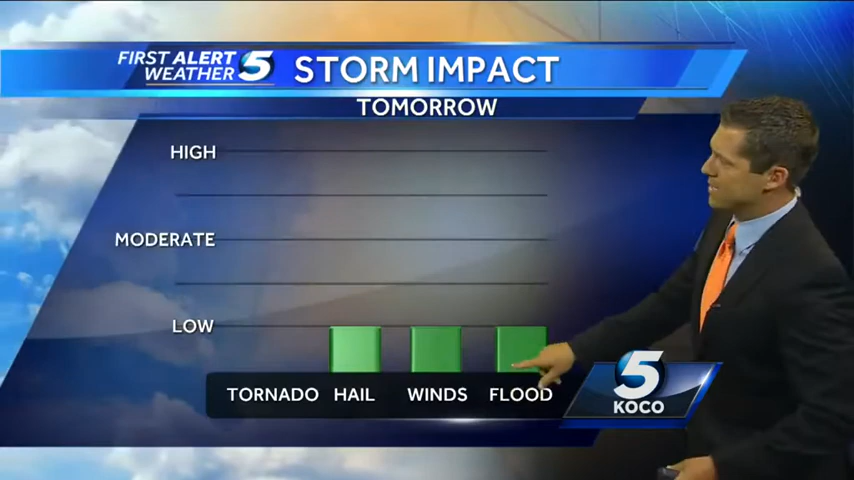 FIRST ALERT
WEATHER 5
STORM IMPACT
TOMORROW
HIGH
MODERATE
LOW
TORNADO HAIL WINDS FLOOD
5
KOCO